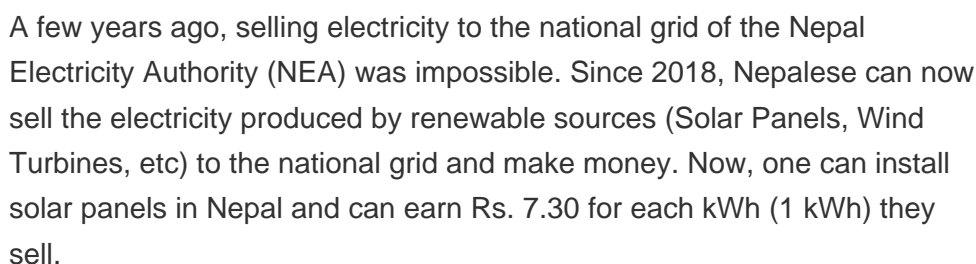 A few years ago, selling electricity to the national grid of the Nepal
Electricity Authority (NEA) was impossible. Since 2018, Nepalese can now
sell the electricity produced by renewable sources (Solar Panels, Wind
Turbines, etc) to the national grid and make money. Now, one can install
solar panels in Nepal and can earn Rs. 7.30 for each kWh (1 kWh) they
sell.